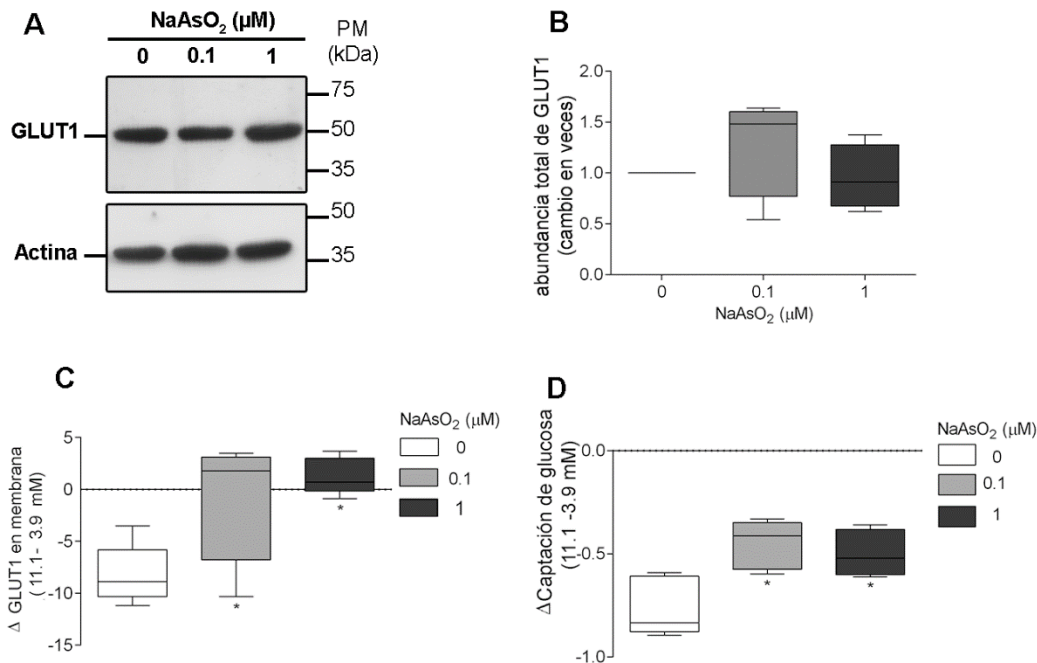 A
NaAsO2 (µM)
0 0.1 1
PM
(kDa)
75
GLUT1
50
35
50
Actina
35
B
abundancia total de GLUT1
(cambio en veces)
2.0
1.5
1.0
0.5
0.0
0 0.1 1
NaAsO2 (µM)
C
Δ GLUT1 en membrana
( 11.1- 3.9 mM)
5
0
-5
-10
-15
*
*
NaAsO2 (µM)
0
0.1
1
D
ΔCaptación de glucosa
(11.1 -3.9 mM)
0.0
-0.5
-1.0
*
*
NaAsO2 (µM)
0
0.1
1